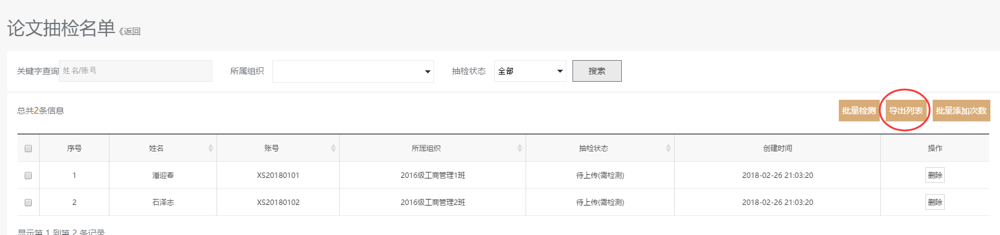 论文抽检名单《返回
关键字查询 姓名/账号 所属组织 抽检状态 全部 搜索
总共2条信息 批量检测 导出列表 批量添加次数
序号 姓名 账号 所属组织 抽检状态 创建时间 操作
1 潘迎春 XS20180101 2016级工商管理1班 待上传(需检测) 2018-02-26 21:03:20 删除
2 石泽志 XS20180102 2016级工商管理2班 待上传(需检测) 2018-02-26 21:03:20 删除
显示第 1 到第 2 条记录